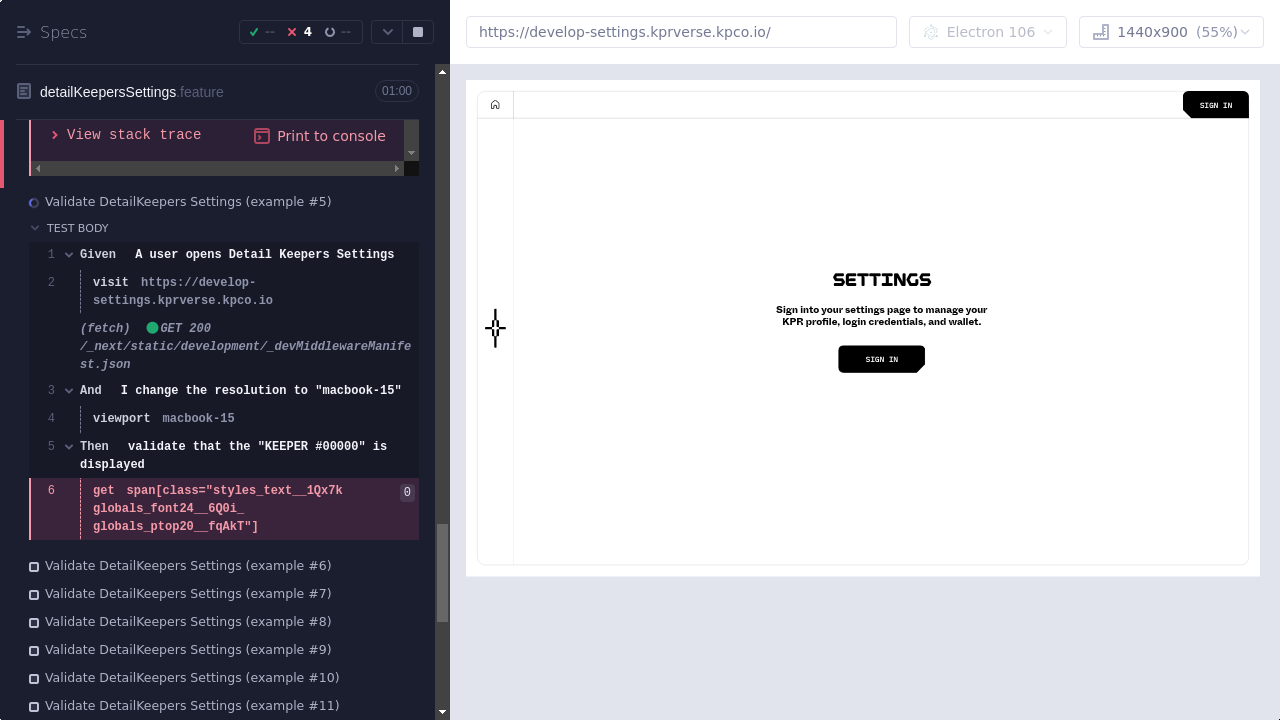 Specs
--
4
--
https://develop-settings.kprverse.kpco.io/
Electron 106
1440x900 (55%)
detailKeepersSettings.feature
01:00
View stack trace
Print to console
Validate DetailKeepers Settings (example #5)
TEST BODY
1 Given A user opens Detail Keepers Settings
2 visit https://develop-
settings.kprverse.kpco.io
(fetch) GET 200
/_next/static/development/_devMiddlewareManife
st.json
3 And I change the resolution to "macbook-15"
4 viewport macbook-15
5 Then validate that the "KEEPER #00000" is
displayed
6 get span[class="styles_text__1Qx7k
globals_font24__6Q0i_
globals_ptop20__fqAkT"]
0
Validate DetailKeepers Settings (example #6)
Validate DetailKeepers Settings (example #7)
Validate DetailKeepers Settings (example #8)
Validate DetailKeepers Settings (example #9)
Validate DetailKeepers Settings (example #10)
Validate DetailKeepers Settings (example #11)
SIGN IN
SETTINGS
Sign into your settings page to manage your
KPR profile, login credentials, and wallet.
SIGN IN